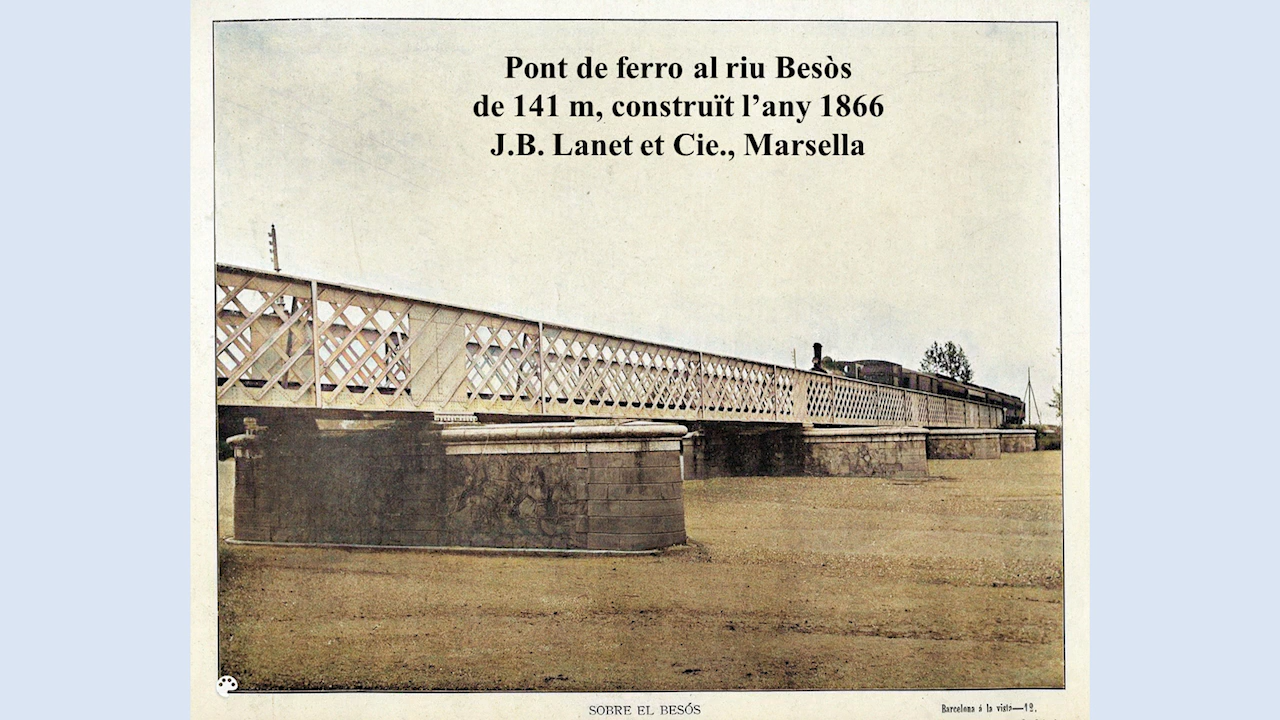 Pont de ferro al riu Besòs
de 141 m, construït l’any 1866
J.B. Lanet et Cie., Marsella
SOBRE EL BESÓS
Barcelona á la vista—12.